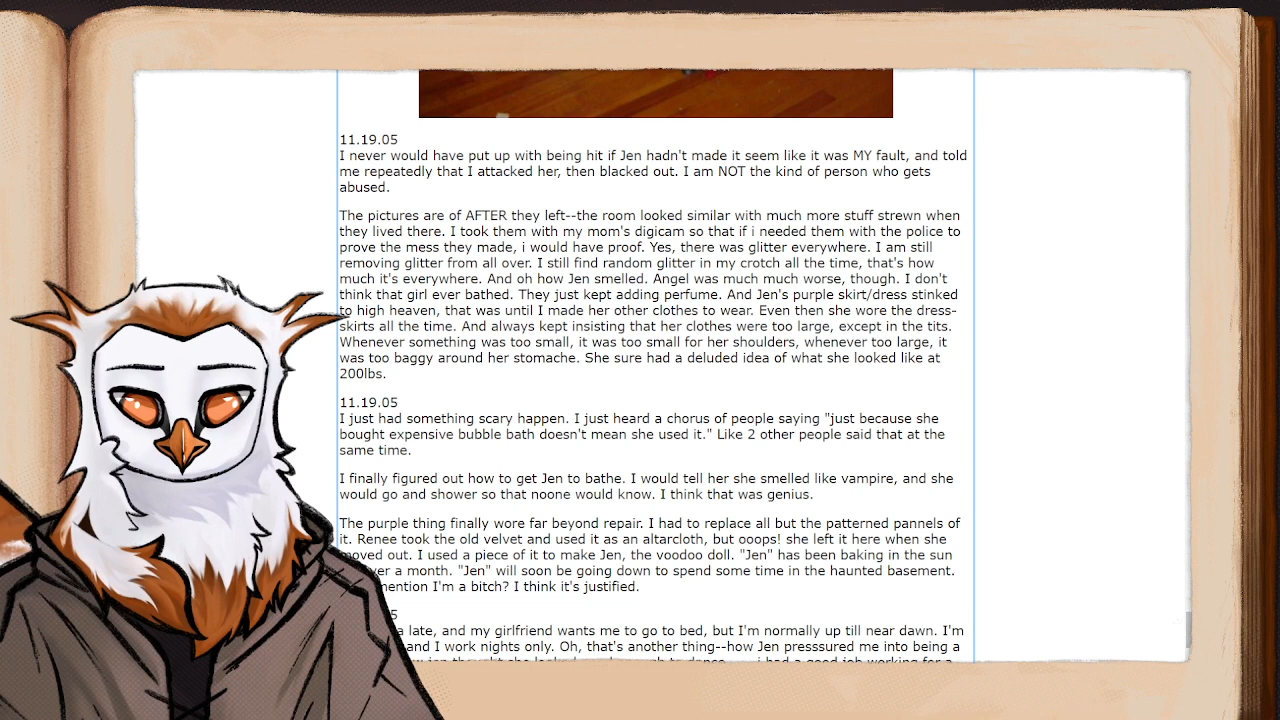 11.19.05
I never would have put up with being hit if Jen hadn't made it seem like it was MY fault, and told
me repeatedly that I attacked her, then blacked out. I am NOT the kind of person who gets
abused.
The pictures are of AFTER they left--the room looked similar with much more stuff strewn when
they lived there. I took them with my mom's digicam so that if i needed them with the police to
prove the mess they made, i would have proof. Yes, there was glitter everywhere. I am still
removing glitter from all over. I still find random glitter in my crotch all the time, that's how
much it's everywhere. And oh how Jen smelled. Angel was much much worse, though. I don't
think that girl ever bathed. They just kept adding perfume. And Jen's purple skirt/dress stinked
to high heaven, that was until I made her other clothes to wear. Even then she wore the dress-
skirts all the time. And always kept insisting that her clothes were too large, except in the tits.
Whenever something was too small, it was too small for her shoulders, whenever too large, it
was too baggy around her stomache. She sure had a deluded idea of what she looked like at
200lbs.
11.19.05
I just had something scary happen. I just heard a chorus of people saying "just because she
bought expensive bubble bath doesn't mean she used it." Like 2 other people said that at the
same time.
I finally figured out how to get Jen to bathe. I would tell her she smelled like vampire, and she
would go and shower so that noone would know. I think that was genius.
The purple thing finally wore far beyond repair. I had to replace all but the patterned pannels of
it. Renee took the old velvet and used it as an altarcloth, but ooops! she left it here when she
moved out. I used a piece of it to make Jen, the voodoo doll. "Jen" has been baking in the sun
a month. "Jen" will soon be going down to spend some time in the haunted basement.
mention I'm a bitch? I think it's justified.
5
a late, and my girlfriend wants me to go to bed, but I'm normally up till near dawn. I'm
and I work nights only. Oh, that's another thing--how Jen presssured me into being a